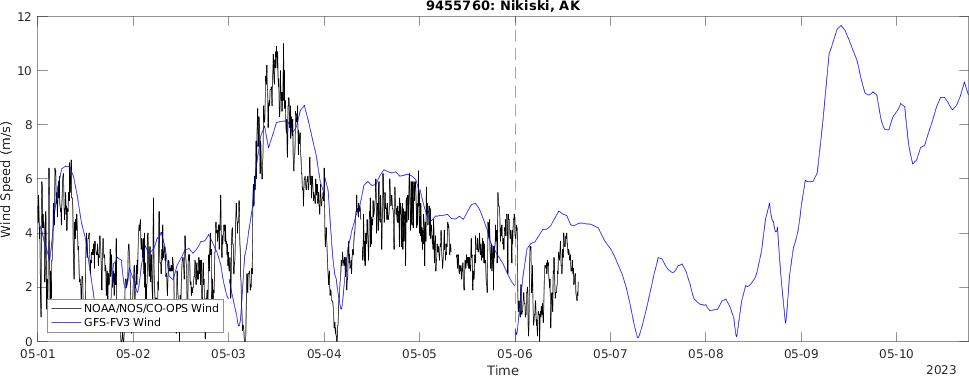 9455760: Nikiski, AK
12
10
8
6
4
2
0
Wind Speed (m/s)
NOAA/NOS/CO-OPS Wind
GFS-FV3 Wind
05-01 05-02 05-03 05-04 05-05 05-06 05-07 05-08 05-09 05-10
Time
2023